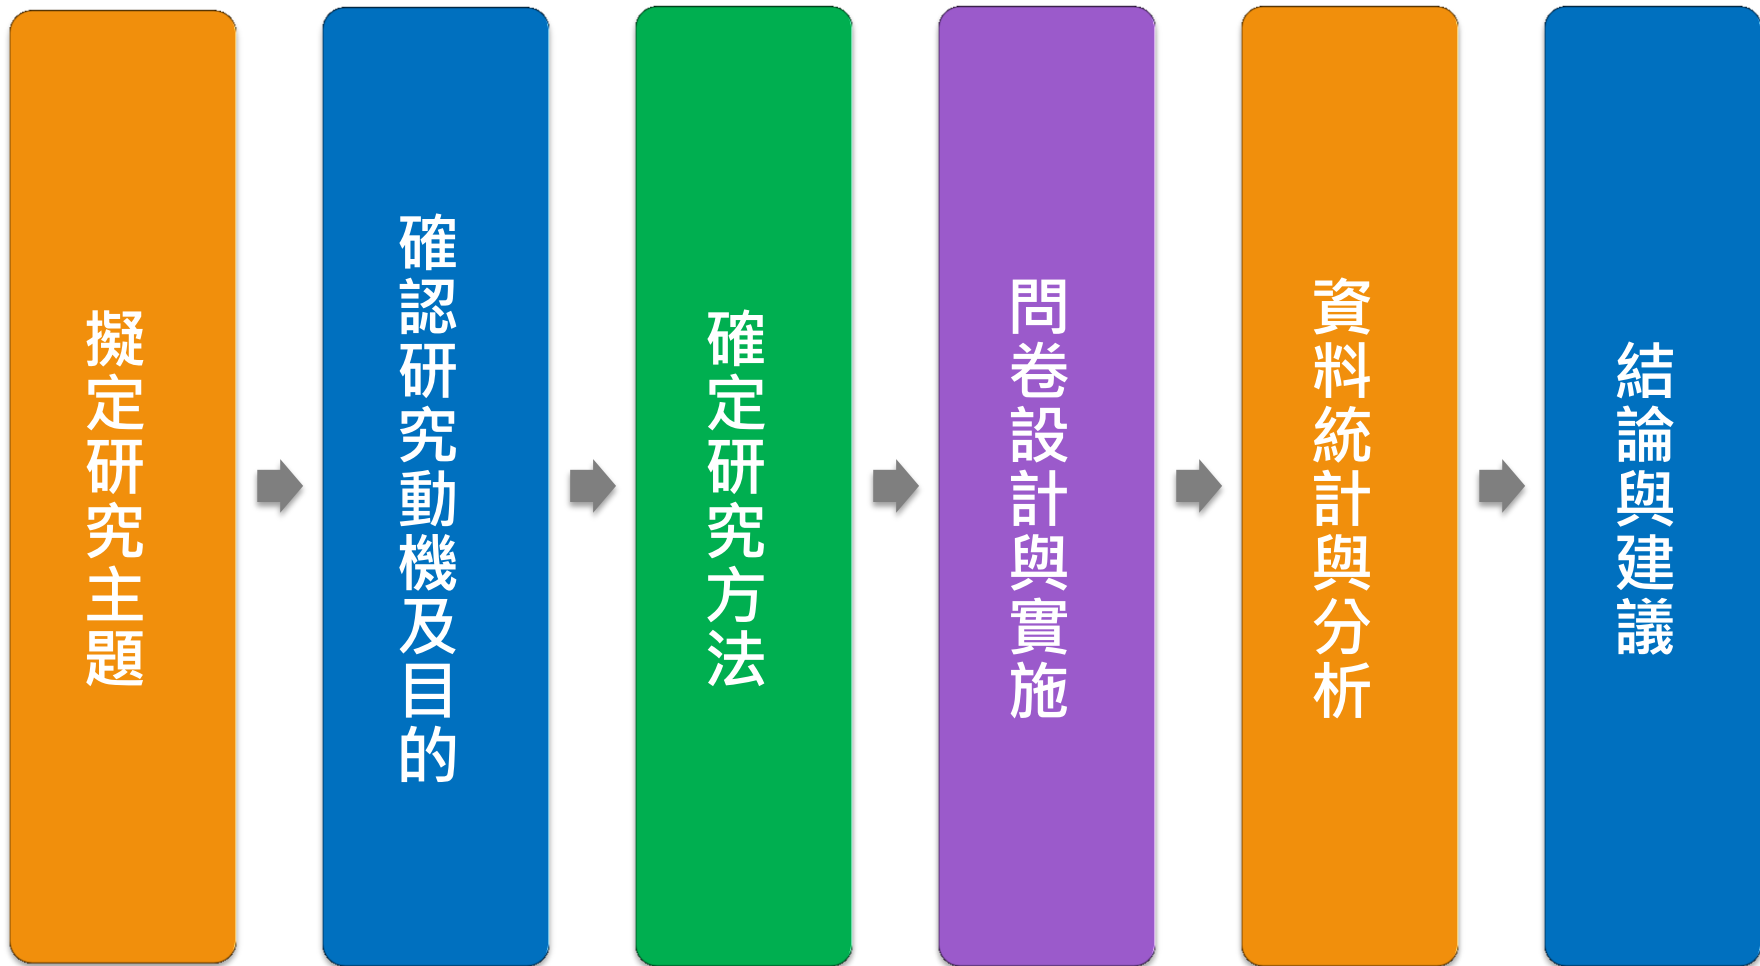 擬定研究主題
確認研究動機及目的
確定研究方法
問卷設計與實施
資料統計與分析
結論與建議